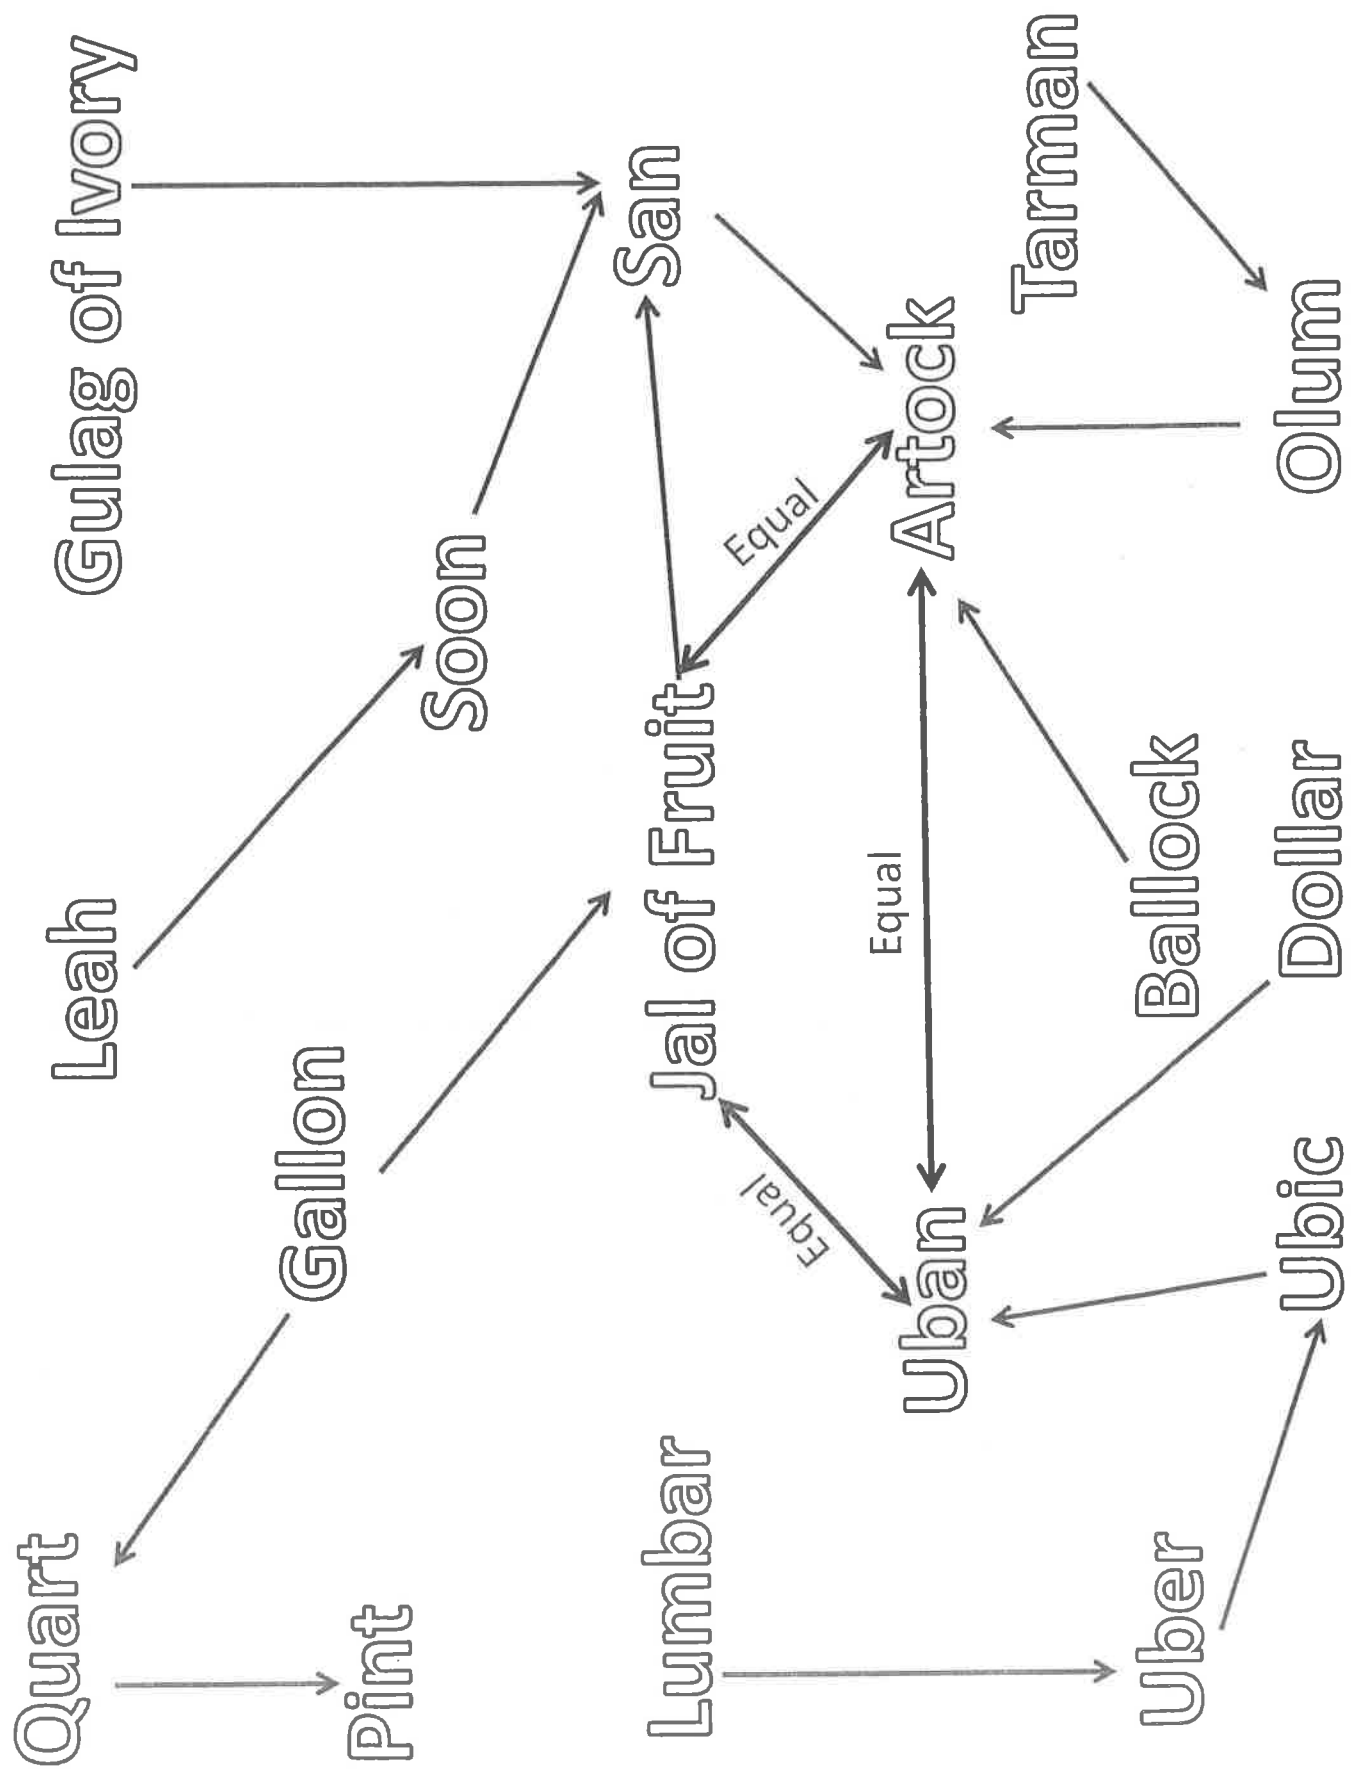 Quart
Pint
Gallon
Leah
Gulag of Ivory
Soon
San
Jal of Fruit
Lumbar
Equal
Equal
Equal
Uban
Artock
Tarman
Uber
Ubic
Ballock
Dollar
Olum